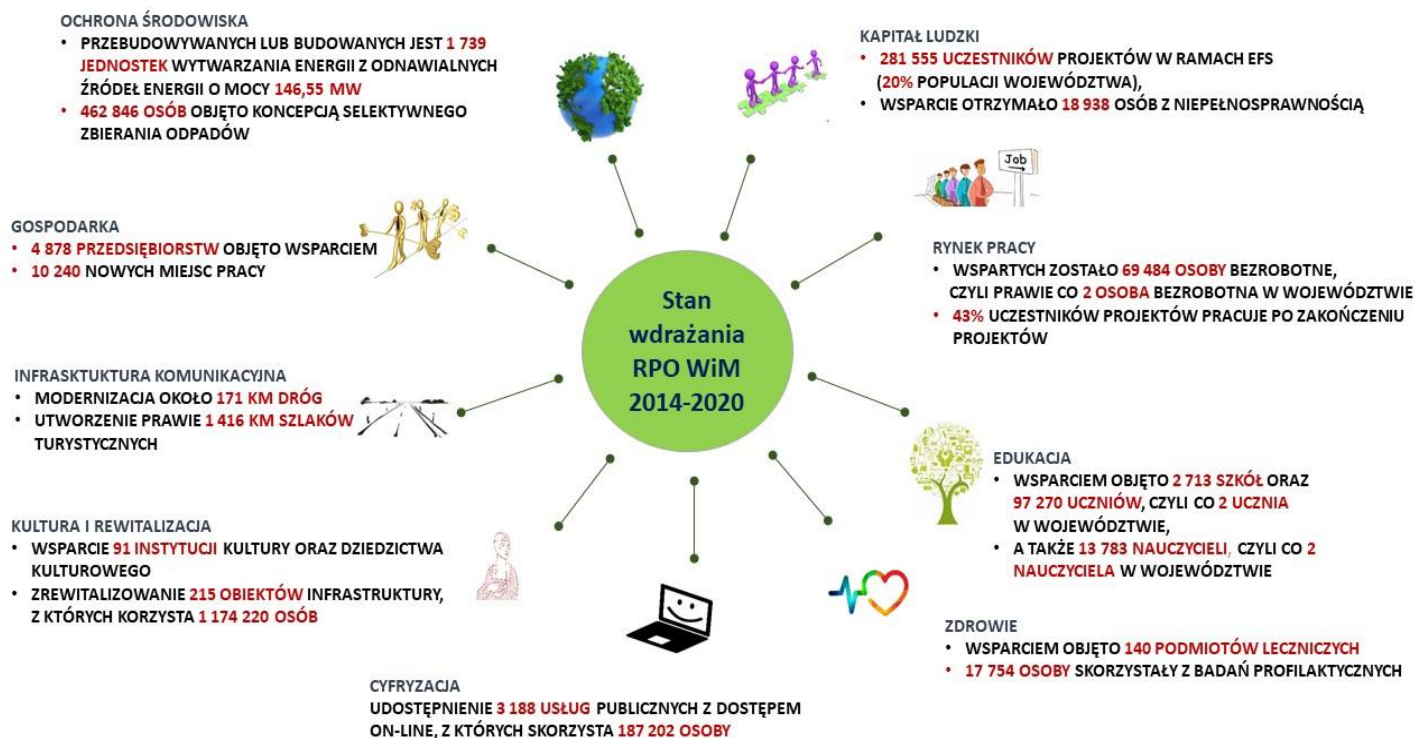 OCHRONA ŚRODOWISKA
• PRZEBUDOWYWANYCH LUB BUDOWANYCH JEST 1 739
JEDNOSTEK WYTWARZANIA ENERGII Z ODNAWIALNYCH
ŹRÓDEŁ ENERGII O MOCY 146,55 MW
• 462 846 OSÓB OBJĘTO KONCEPCJĄ SELEKTYWNEGO
ZBIERANIA ODPADÓW
KAPITAŁ LUDZKI
• 281 555 UCZESTNIKÓW PROJEKTÓW W RAMACH EFS
(20% POPULACJI WOJEWÓDZTWA),
• WSPARCIE OTRZYMAŁO 18 938 OSÓB Z NIEPEŁNOSPRAWNOŚCIĄ
Job
GOSPODARKA
• 4 878 PRZEDSIĘBIORSTW OBJĘTO WSPARCIEM
• 10 240 NOWYCH MIEJSC PRACY
RYNEK PRACY
• WSPARTYCH ZOSTAŁO 69 484 OSOBY BEZROBOTNE,
CZYLI PRAWIE CO 2 OSOBA BEZROBOTNA W WOJEWÓDZTWIE
• 43% UCZESTNIKÓW PROJEKTÓW PRACUJE PO ZAKOŃCZENIU
PROJEKTÓW
Stan
wdrażania
RPO WiM
2014-2020
INFRASKTUKTURA KOMUNIKACYJNA
• MODERNIZACJA OKOŁO 171 KM DRÓG
• UTWORZENIE PRAWIE 1 416 KM SZLAKÓW
TURYSTYCZNYCH
EDUKACJA
• WSPARCIEM OBJĘTO 2 713 SZKÓŁ ORAZ
97 270 UCZNIÓW, CZYLI CO 2 UCZNIA
W WOJEWÓDZTWIE,
• A TAKŻE 13 783 NAUCZYCIELI, CZYLI CO 2
NAUCZYCIELA W WOJEWÓDZTWIE
KULTURA I REWITALIZACJA
• WSPARCIE 91 INSTYTUCJI KULTURY ORAZ DZIEDZICTWA
KULTUROWEGO
• ZREWITALIZOWANIE 215 OBIEKTÓW INFRASTRUKTURY,
Z KTÓRYCH KORZYSTA 1 174 220 OSÓB
ZDROWIE
• WSPARCIEM OBJĘTO 140 PODMIOTÓW LECZNICZYCH
• 17 754 OSOBY SKORZYSTAŁY Z BADAŃ PROFILAKTYCZNYCH
CYFRYZACJA
UDOSTĘPNIENIE 3 188 USŁUG PUBLICZNYCH Z DOSTĘPEM
ON-LINE, Z KTÓRYCH SKORZYSTA 187 202 OSOBY